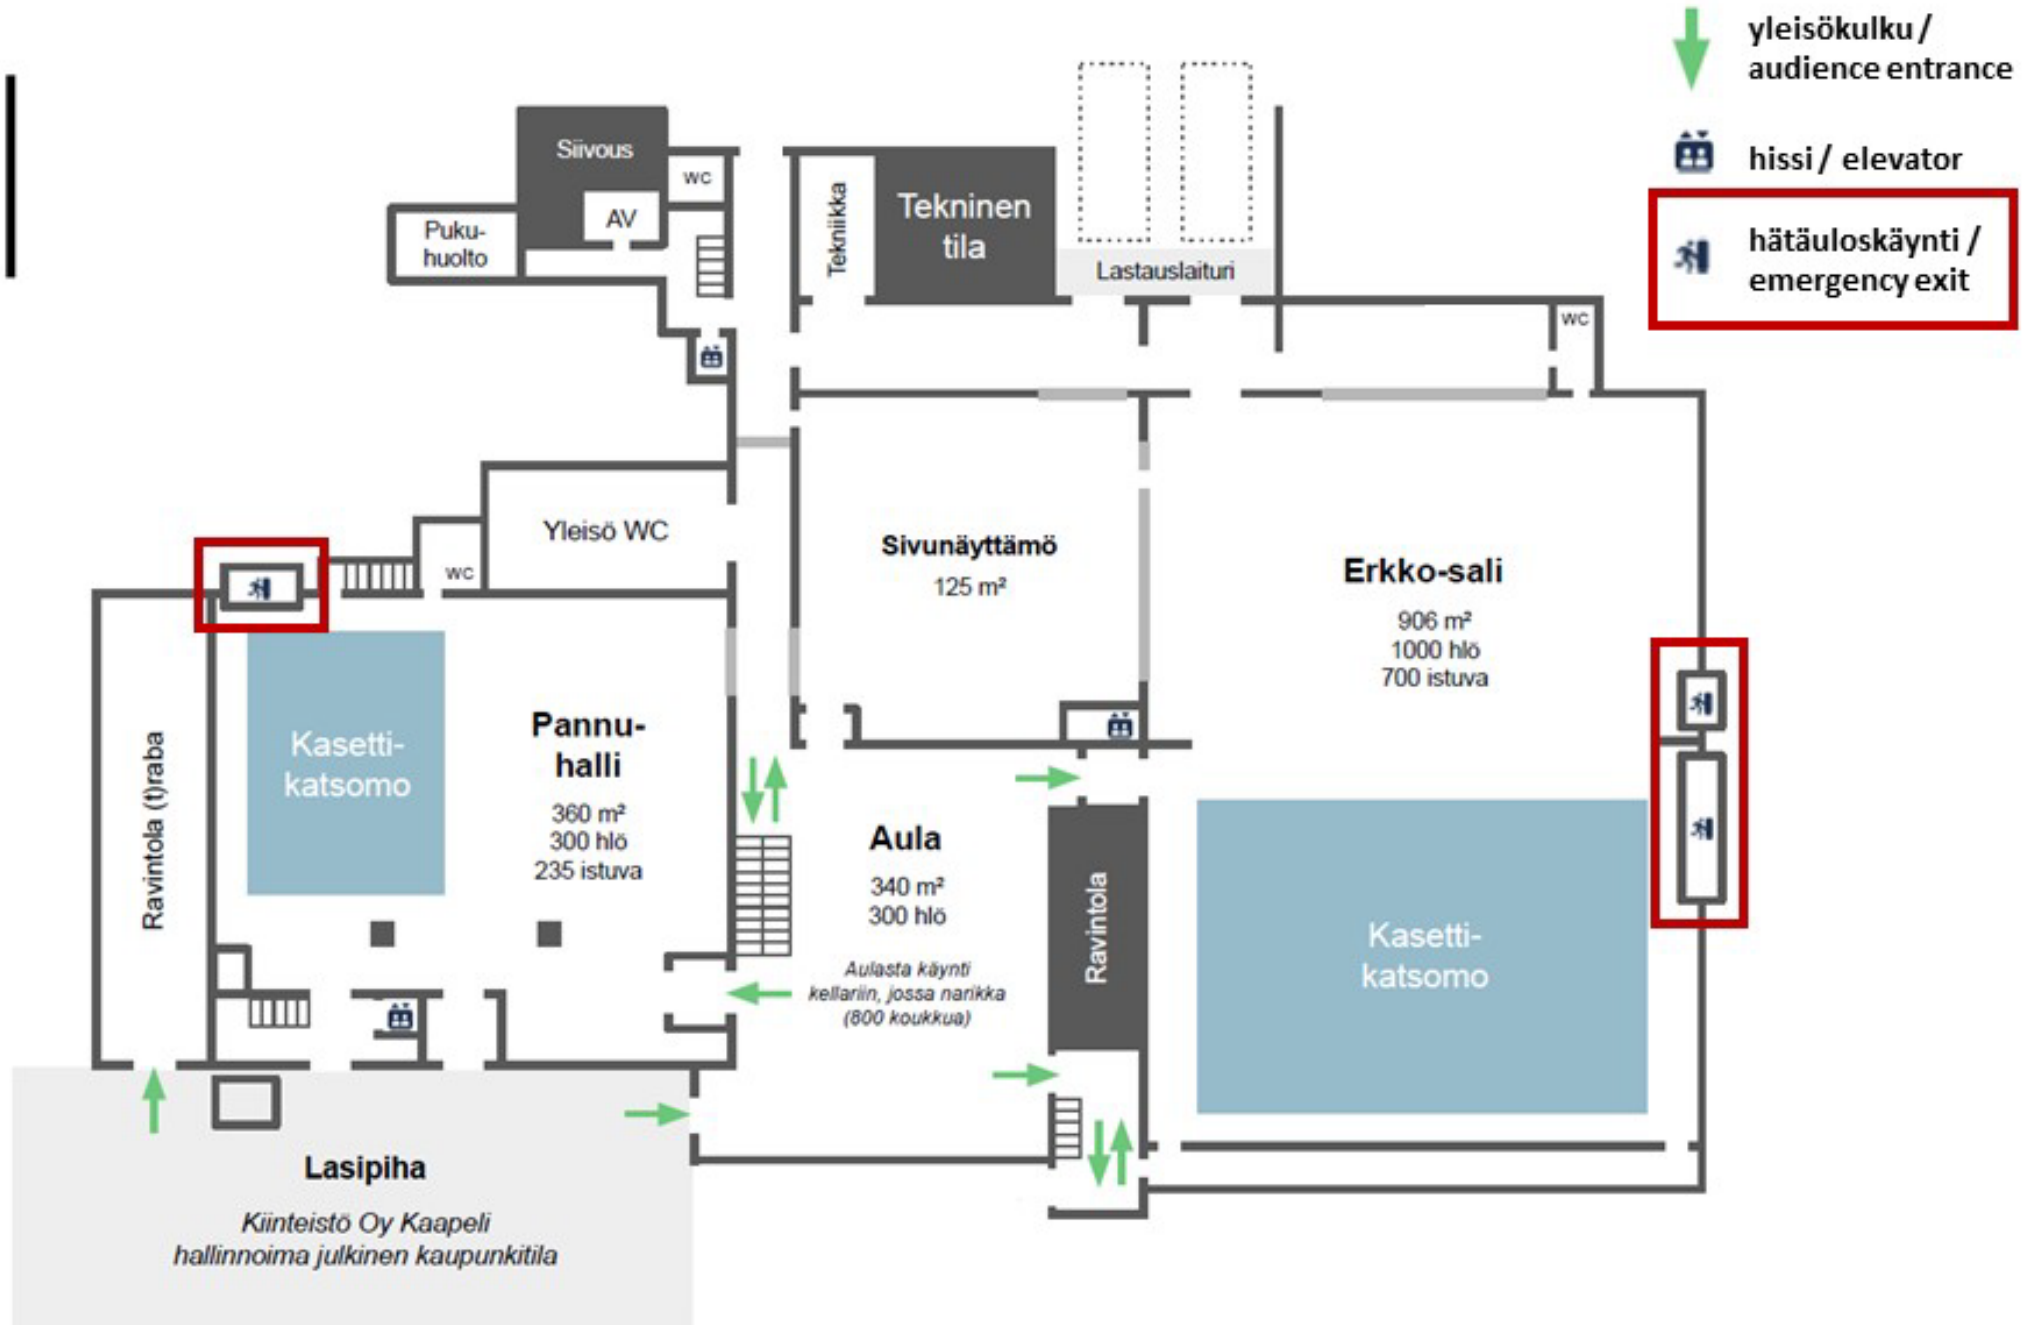 yleisökulku /
audience entrance
hissi / elevator
hätäuloskäynti /
emergency exit
Siivous
wc
AV
Puku-
huolto
Tekniikka
Tekninen
tila
Lastauslaituri
wc
Yleisö WC
wc
Sivunäyttämö
125 m²
Erkko-sali
906 m²
1000 hlö
700 istuva
Ravintola (t)raba
Kasetti-
katsomo
Pannu-
halli
360 m²
300 hlö
235 istuva
Aula
340 m²
300 hlö
Aulasta käynti
kellariin, jossa narikka
(800 koukkua)
Ravintola
Kasetti-
katsomo
Lasipiha
Kiinteistö Oy Kaapeli
hallinnoima julkinen kaupunkitila